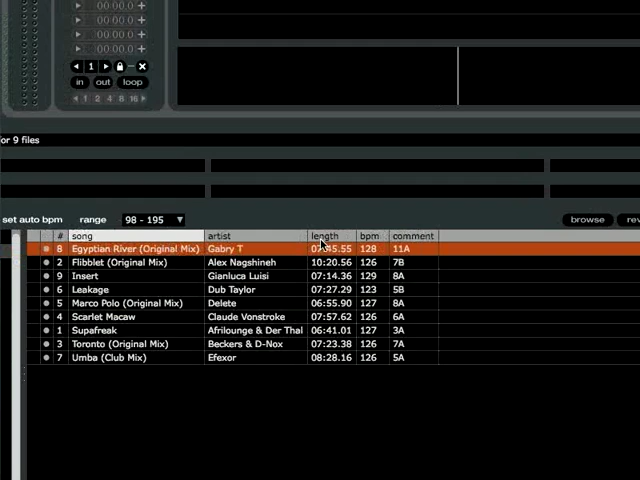 00 00.0 +
00 00.0 +
00 00.0 +
00 00.0 +
1
in out loop
1 2 4 8 16
or 9 files
set auto bpm range 98 - 195 browse rev
# song artist length bpm comment
8 Egyptian River (Original Mix) Gabry T 07:45.55 128 11A
2 Flibblet (Original Mix) Alex Nagshineh 10:20.56 126 7B
9 Insert Gianluca Luisi 07:14.36 129 8A
6 Leakage Dub Taylor 07:27.29 123 5B
5 Marco Polo (Original Mix) Delete 06:55.90 127 8A
4 Scarlet Macaw Claude Vonstroke 07:57.62 126 6A
1 Supafreak Afrilounge & Der Thal 06:41.01 127 3A
3 Toronto (Original Mix) Beckers & D-Nox 07:23.38 126 7A
7 Umba (Club Mix) Efexor 08:28.16 126 5A